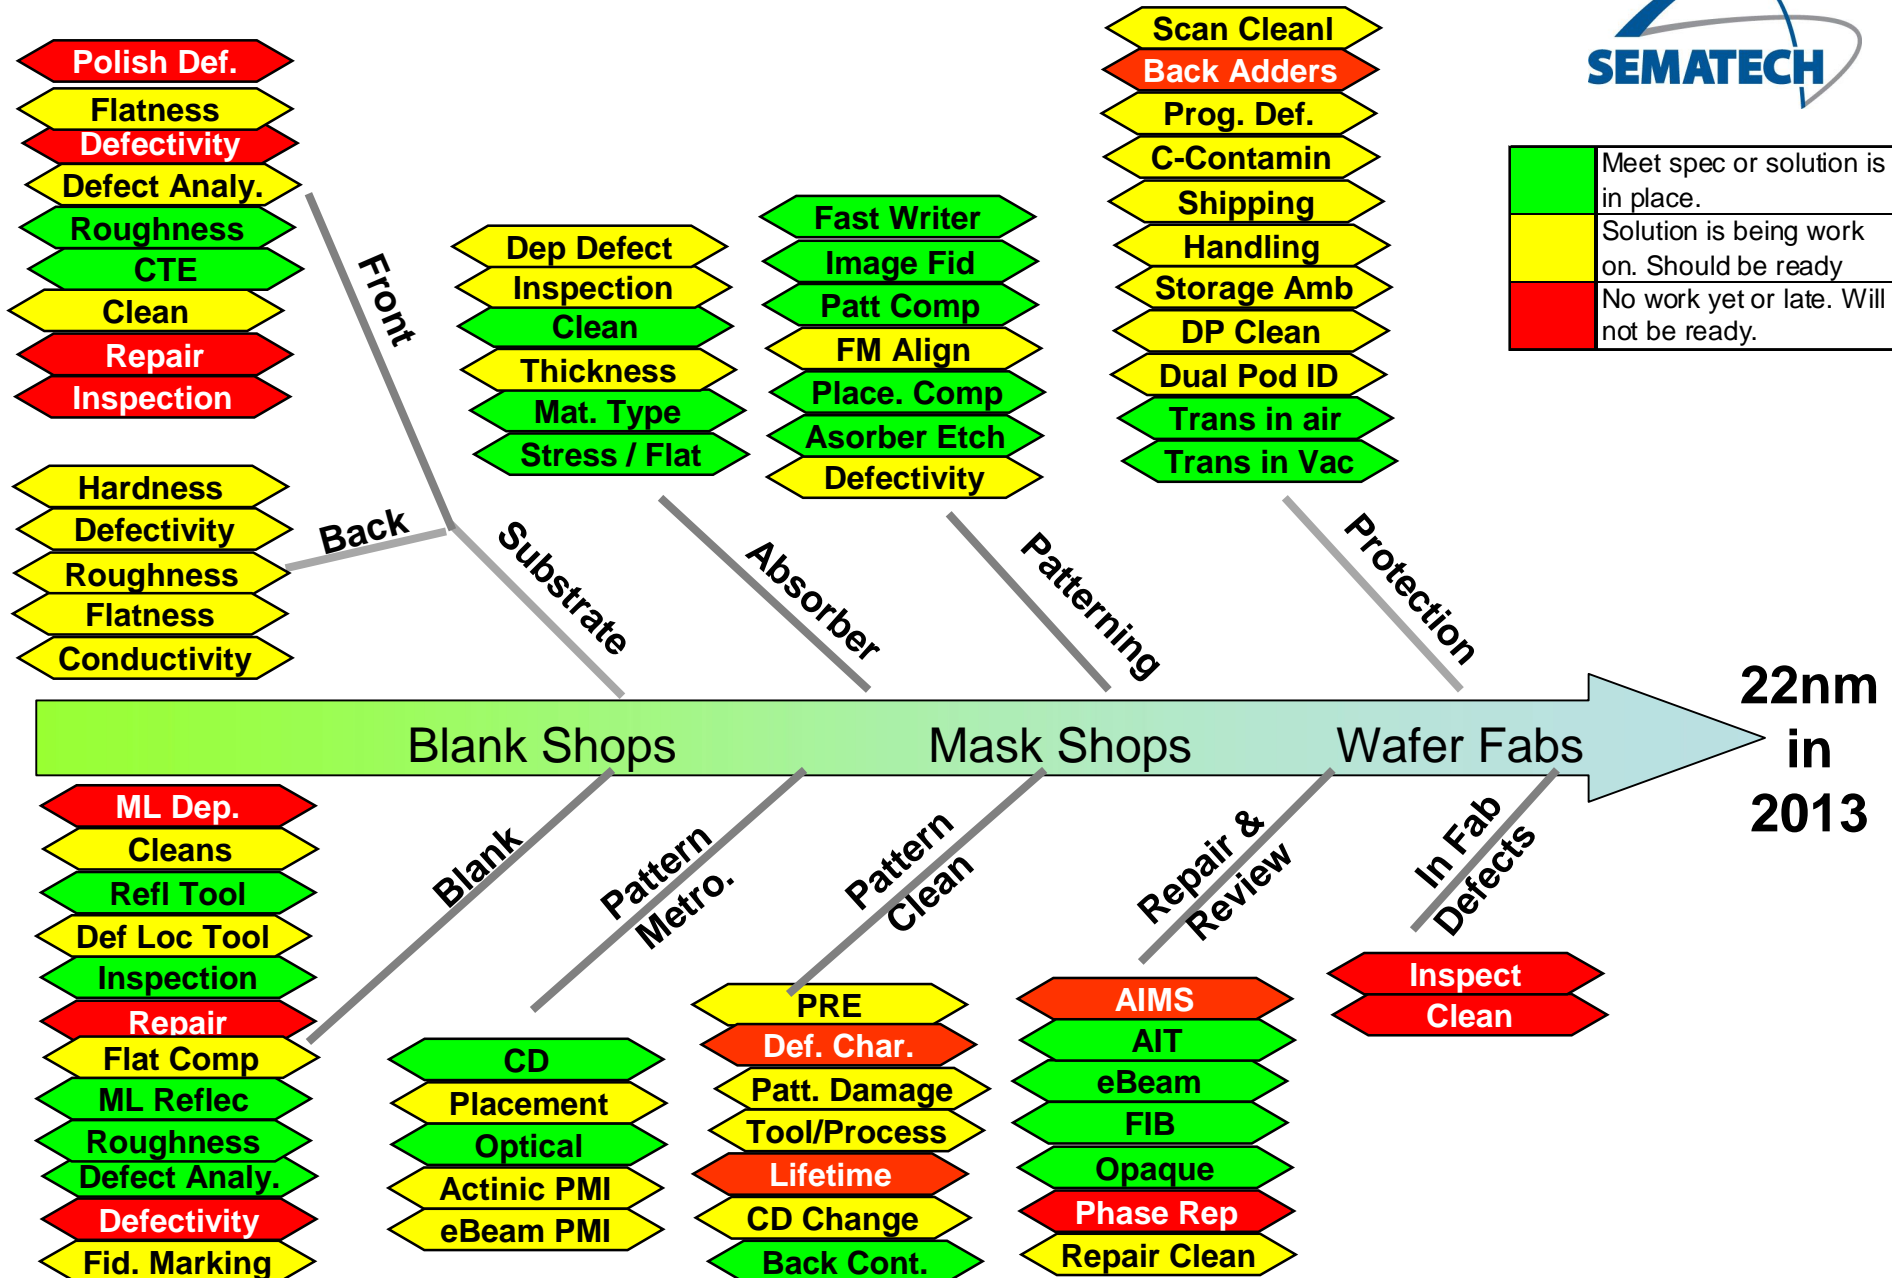 Polish Def.
Flatness
Defectivity
Defect Analy.
Roughness
CTE
Clean
Repair
Inspection
Front
Hardness
Defectivity
Roughness
Flatness
Conductivity
Back
Substrate
Dep Defect
Inspection
Clean
Thickness
Mat. Type
Stress / Flat
Absorber
Fast Writer
Image Fid
Patt Comp
FM Align
Place. Comp
Asorber Etch
Defectivity
Patterning
Scan Cleanl
Back Adders
Prog. Def.
C-Contamin
Shipping
Handling
Storage Amb
DP Clean
Dual Pod ID
Trans in air
Trans in Vac
Protection
SEMATECH
Meet spec or solution is
in place.
Solution is being work
on. Should be ready
No work yet or late. Will
not be ready.
Blank Shops
Mask Shops
Wafer Fabs
22nm
in
2013
ML Dep.
Cleans
Refl Tool
Def Loc Tool
Inspection
Repair
Flat Comp
ML Reflec
Roughness
Defect Analy.
Defectivity
Fid. Marking
Blank
CD
Placement
Optical
Actinic PMI
eBeam PMI
Pattern
Metro.
PRE
Def. Char.
Patt. Damage
Tool/Process
Lifetime
CD Change
Back Cont.
Pattern
Clean
AIMS
AIT
eBeam
FIB
Opaque
Phase Rep
Repair Clean
Repair &
Review
Inspect
Clean
In Fab
Defects